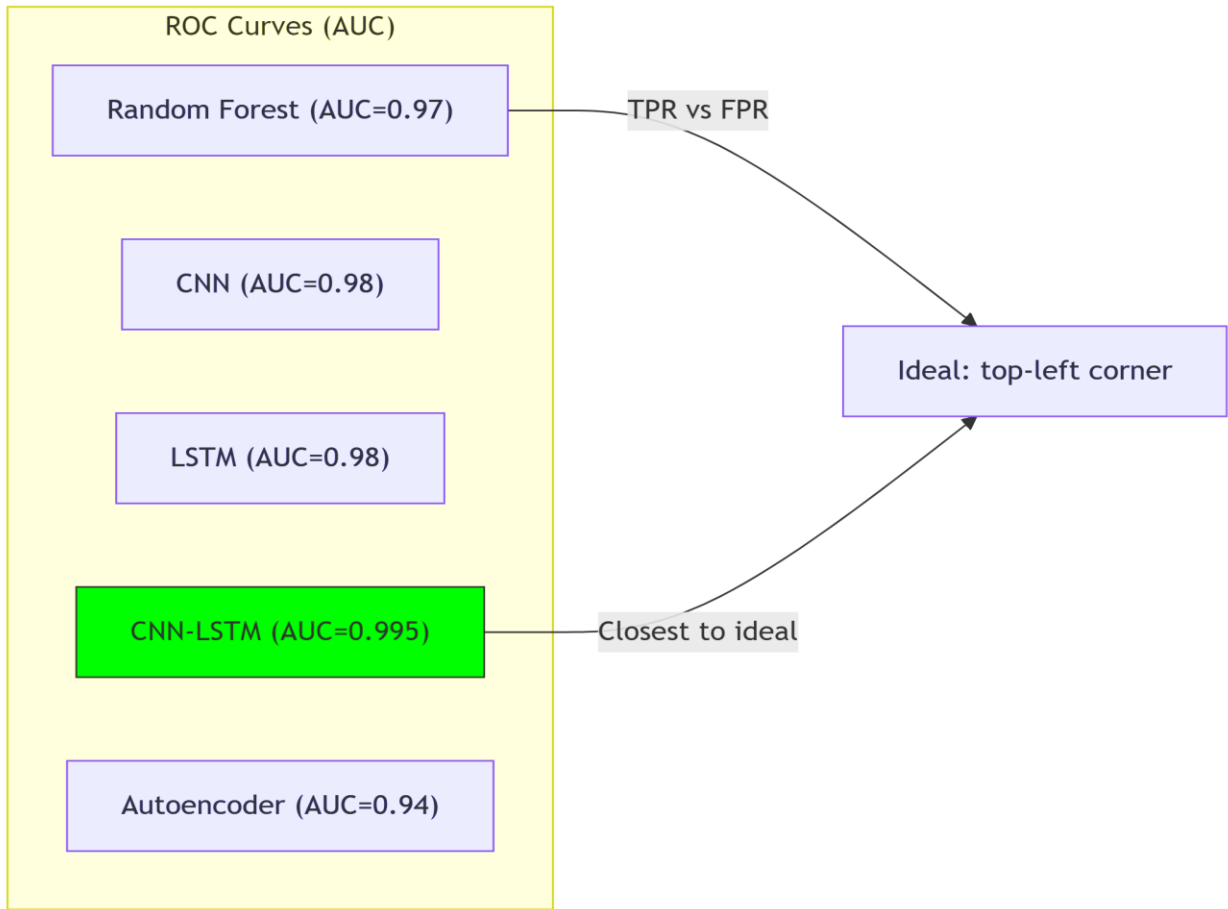 ROC Curves (AUC)
Random Forest (AUC=0.97)
TPR vs FPR
CNN (AUC=0.98)
Ideal: top-left corner
LSTM (AUC=0.98)
CNN-LSTM (AUC=0.995)
Closest to ideal
Autoencoder (AUC=0.94)